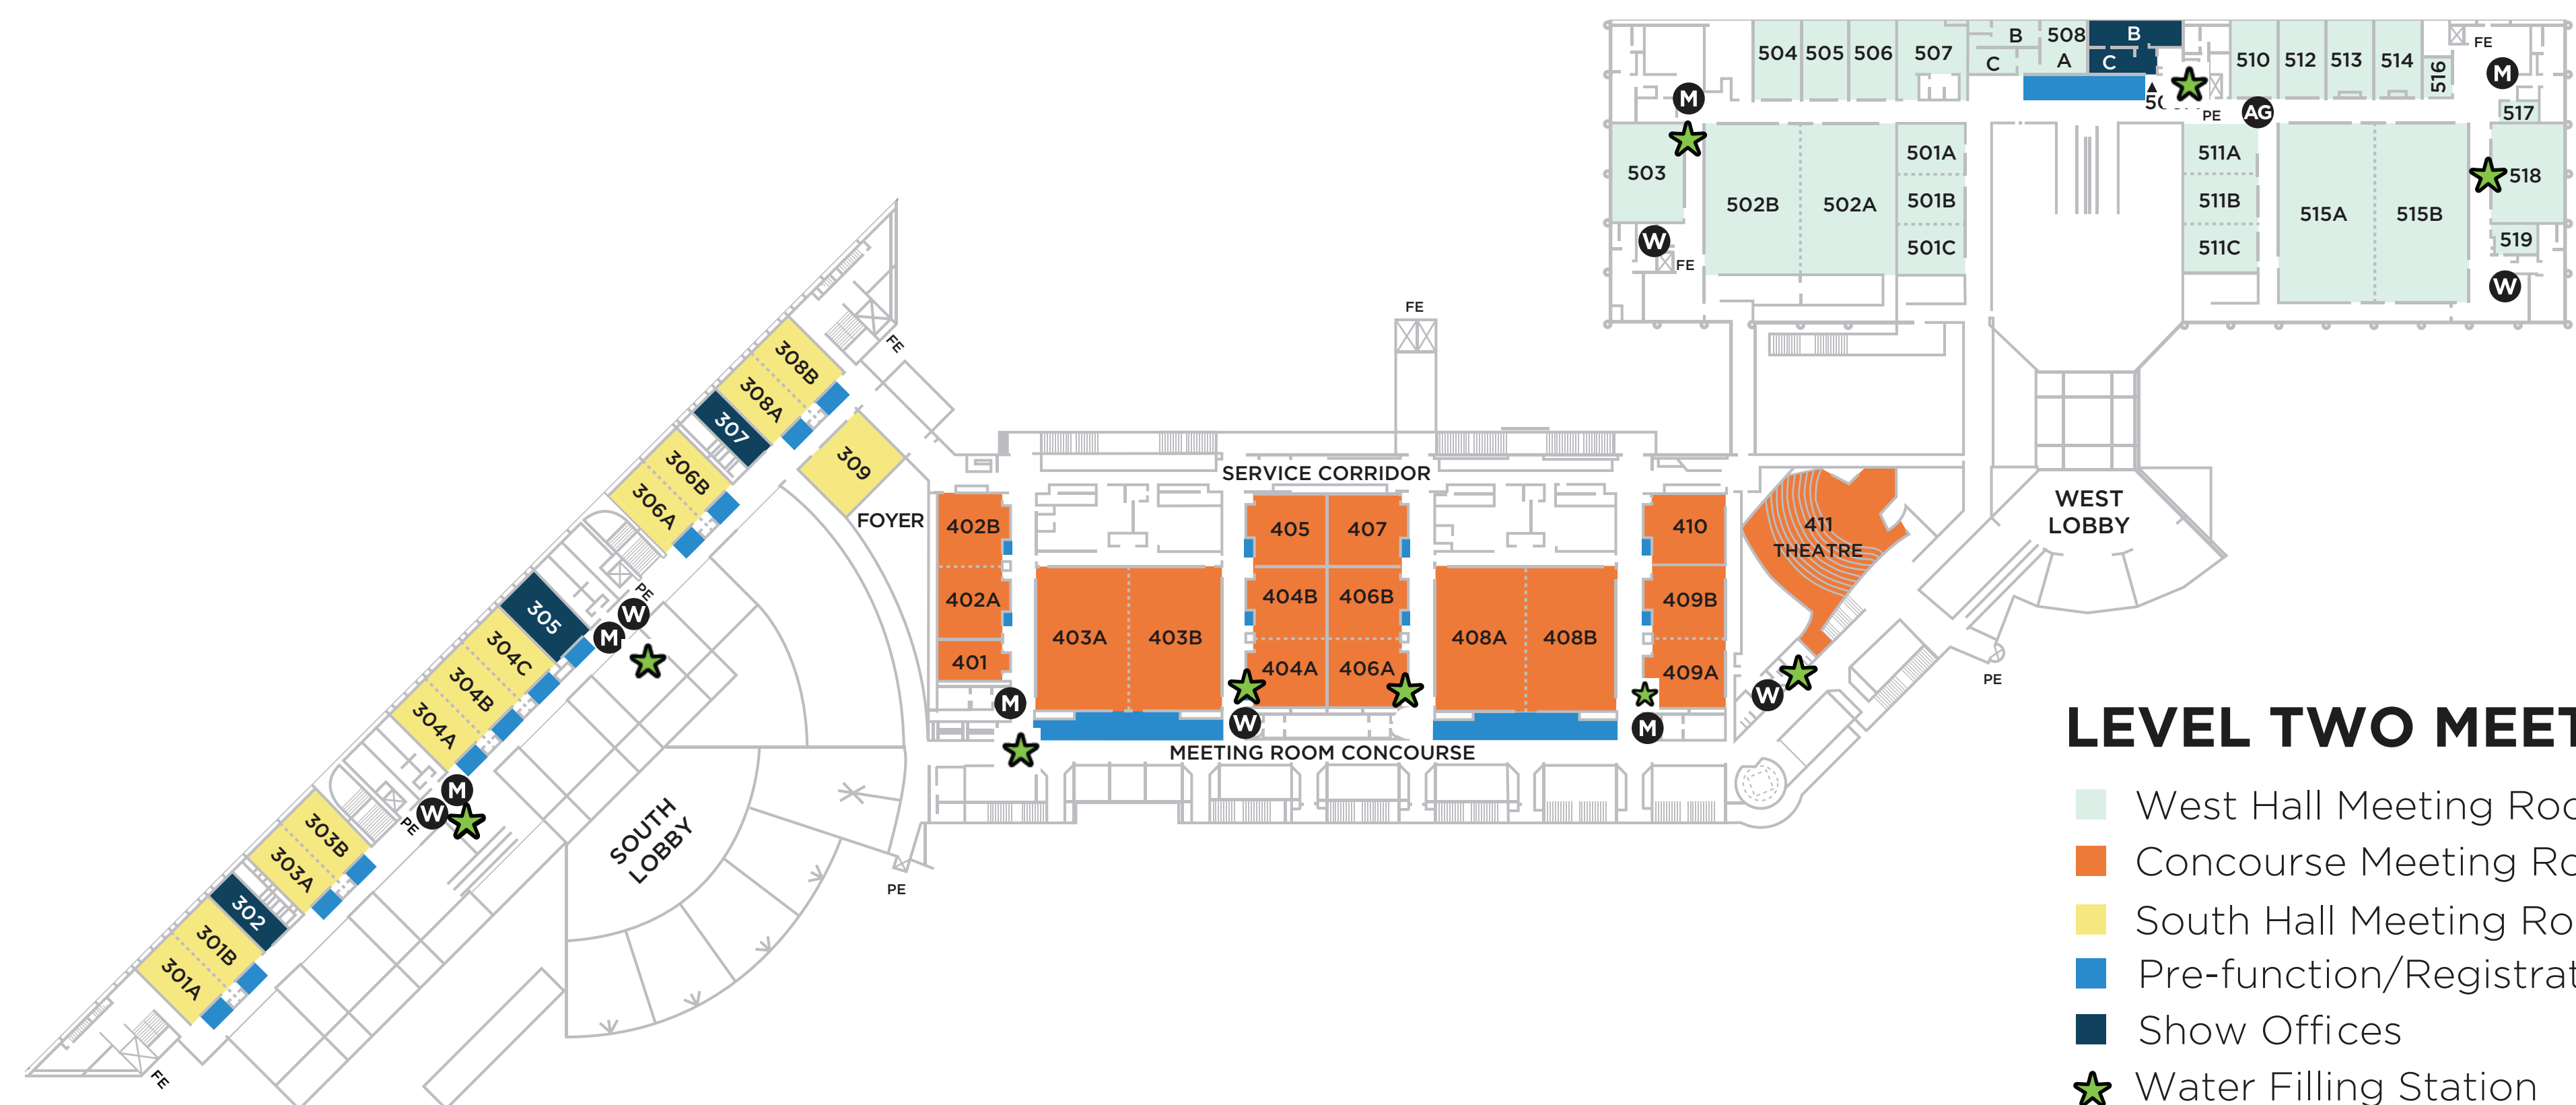 504 505 506 507
B
C
508
A
B
C
510 512 513 514
516
FE
M
517
M
AG
PE
503
502B 502A
501A
501B
501C
511A
511B
511C
515A 515B
518
519
W
FE
W
FE
308B
308A
307
309
306B
306A
PE
305
W
M
304C
304B
304A
M
W
PE
303B
303A
302
301B
301A
FE
FOYER
SOUTH
LOBBY
PE
FE
SERVICE CORRIDOR
402B
402A
401
M
403A 403B
405 407
404B 406B
404A 406A
W
408A 408B
410
409B
409A
M
411
THEATRE
W
MEETING ROOM CONCOURSE
WEST
LOBBY
PE
LEVEL TWO MEET
West Hall Meeting Roo
Concourse Meeting Ro
South Hall Meeting Ro
Pre-function/Registrat
Show Offices
Water Filling Station